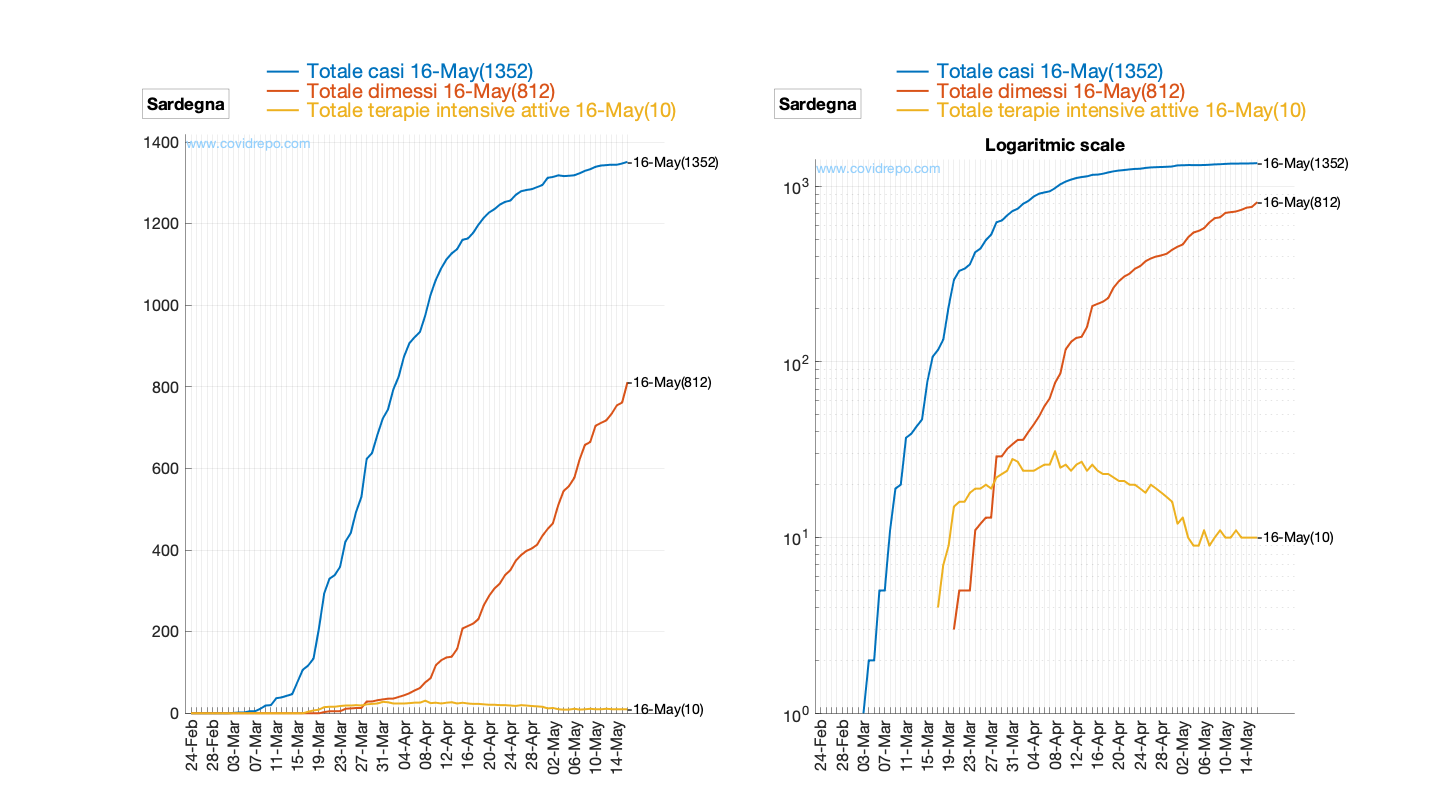 Totale casi 16-May(1352)
Totale dimessi 16-May(812)
Totale terapie intensive attive 16-May(10)
Sardegna
www.covidrepo.com
1400
1200
1000
800
600
400
200
0
16-May(1352)
16-May(812)
16-May(10)
24-Feb
28-Feb
03-Mar
07-Mar
11-Mar
15-Mar
19-Mar
23-Mar
27-Mar
31-Mar
04-Apr
08-Apr
12-Apr
16-Apr
20-Apr
24-Apr
28-Apr
02-May
06-May
10-May
14-May
Totale casi 16-May(1352)
Totale dimessi 16-May(812)
Totale terapie intensive attive 16-May(10)
Sardegna
Logaritmic scale
www.covidrepo.com
10³
10²
10¹
10⁰
16-May(1352)
16-May(812)
16-May(10)
24-Feb
28-Feb
03-Mar
07-Mar
11-Mar
15-Mar
19-Mar
23-Mar
27-Mar
31-Mar
04-Apr
08-Apr
12-Apr
16-Apr
20-Apr
24-Apr
28-Apr
02-May
06-May
10-May
14-May